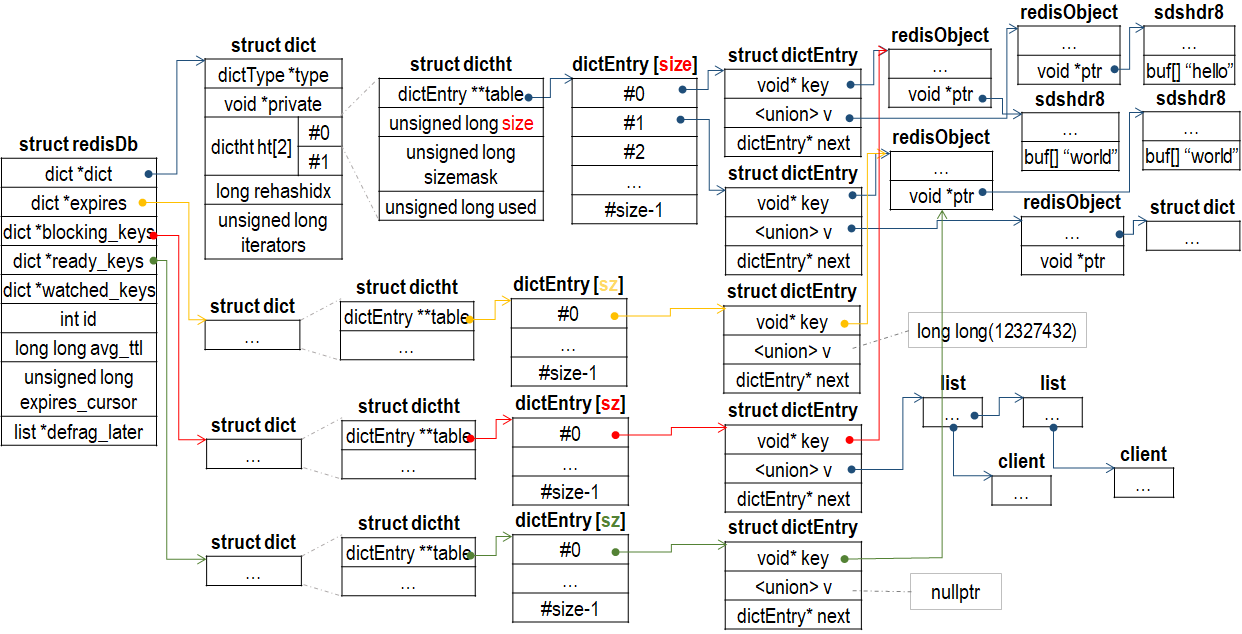 struct redisDb
dict *dict
dict *expires
dict *blocking_keys
dict *ready_keys
dict *watched_keys
int id
long long avg_ttl
unsigned long
expires_cursor
list *defrag_later
struct dict
dictType *type
void *private
dictht ht[2]
#0
#1
long rehashidx
unsigned long
iterators
struct dictht
dictEntry **table
unsigned long size
unsigned long
sizemask
unsigned long used
dictEntry [size]
#0
#1
#2
...
#size-1
struct dictEntry
void* key
<union> v
dictEntry* next
struct dictEntry
void* key
<union> v
dictEntry* next
redisObject
...
void *ptr
redisObject
...
void *ptr
redisObject
...
void *ptr
sdshdr8
...
buf[] “hello”
sdshdr8
...
buf[] “world”
sdshdr8
...
buf[] “world”
redisObject
...
void *ptr
struct dict
...
struct dict
...
struct dictht
dictEntry **table
...
dictEntry [sz]
#0
...
#size-1
struct dictEntry
void* key
<union> v
dictEntry* next
long long(12327432)
struct dict
...
struct dictht
dictEntry **table
...
dictEntry [sz]
#0
...
#size-1
struct dictEntry
void* key
<union> v
dictEntry* next
list
...
list
...
client
...
client
...
struct dict
...
struct dictht
dictEntry **table
...
dictEntry [sz]
#0
...
#size-1
struct dictEntry
void* key
<union> v
dictEntry* next
nullptr